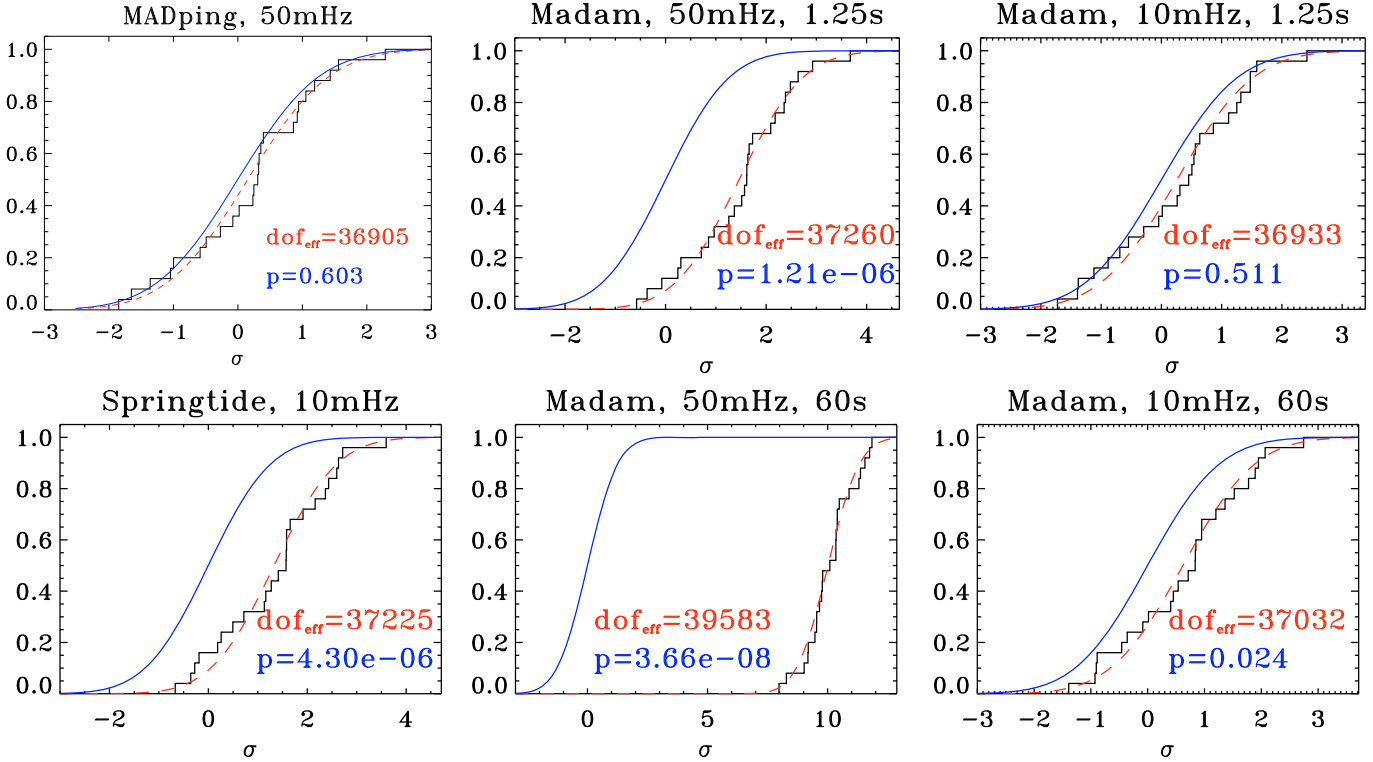 MADping, 50mHz
1.0
0.8
0.6
0.4
0.2
0.0
dof_eff=36905
p=0.603
−3 −2 −1 0 1 2 3
σ
Madam, 50mHz, 1.25s
1.0
0.8
0.6
0.4
0.2
0.0
dof_eff=37260
p=1.21e−06
−2 0 2 4
σ
Madam, 10mHz, 1.25s
1.0
0.8
0.6
0.4
0.2
0.0
dof_eff=36933
p=0.511
−3 −2 −1 0 1 2 3
σ
Springtide, 10mHz
1.0
0.8
0.6
0.4
0.2
0.0
dof_eff=37225
p=4.30e−06
−2 0 2 4
σ
Madam, 50mHz, 60s
1.0
0.8
0.6
0.4
0.2
0.0
dof_eff=39583
p=3.66e−08
0 5 10
σ
Madam, 10mHz, 60s
1.0
0.8
0.6
0.4
0.2
0.0
dof_eff=37032
p=0.024
−3 −2 −1 0 1 2 3
σ